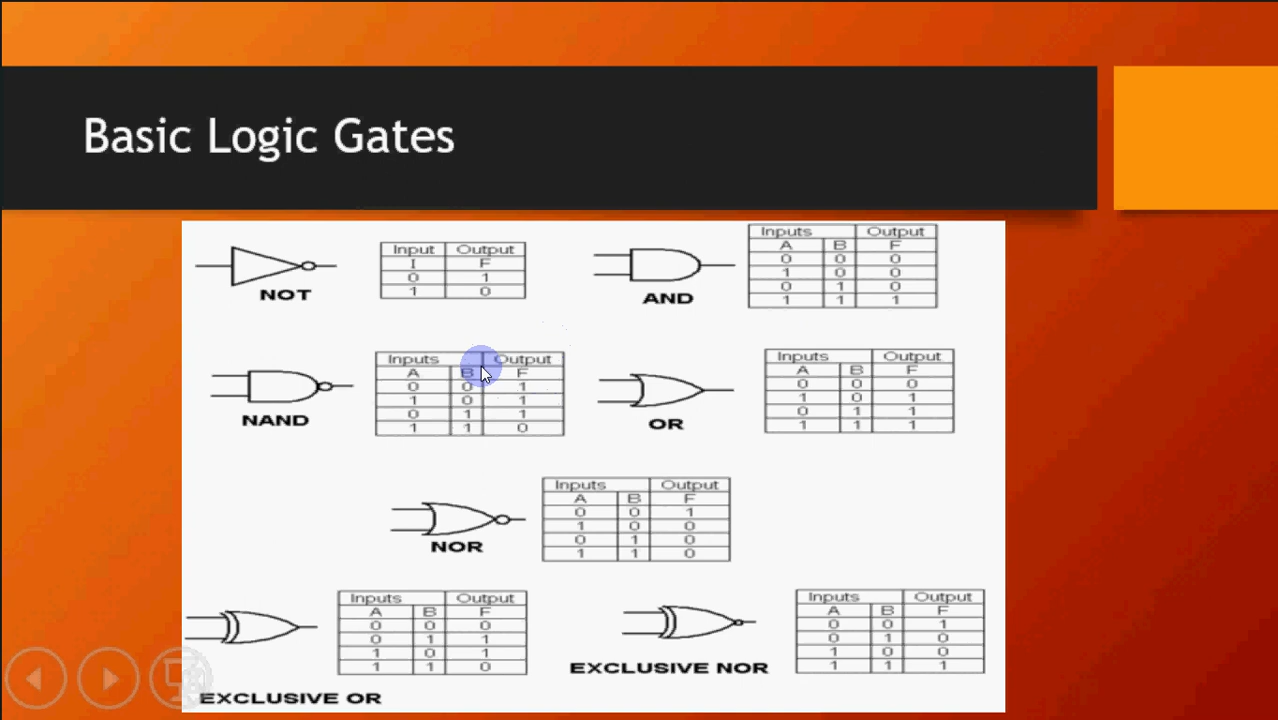 Basic Logic Gates
Input Output
I F
0 1
1 0
NOT
Inputs Output
A B F
0 0 0
1 0 0
0 1 0
1 1 1
AND
Inputs Output
A B F
0 0 1
1 0 1
0 1 1
1 1 0
NAND
Inputs Output
A B F
0 0 0
1 0 1
0 1 1
1 1 1
OR
Inputs Output
A B F
0 0 1
1 0 0
0 1 0
1 1 0
NOR
Inputs Output
A B F
0 0 0
0 1 1
1 0 1
1 1 0
EXCLUSIVE OR
Inputs Output
A B F
0 0 1
0 1 0
1 0 0
1 1 1
EXCLUSIVE NOR